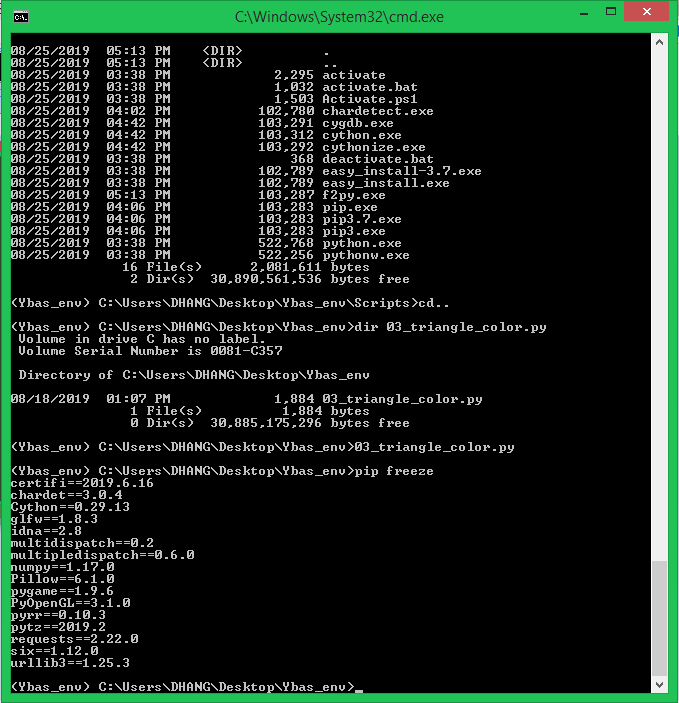 C:\Windows\System32\cmd.exe
08/25/2019  05:13 PM    <DIR>          .
08/25/2019  05:13 PM    <DIR>          ..
08/25/2019  03:38 PM             2,295 activate
08/25/2019  03:38 PM             1,032 activate.bat
08/25/2019  03:38 PM             1,503 Activate.ps1
08/25/2019  04:02 PM           102,780 chardetect.exe
08/25/2019  04:42 PM           103,291 cygdb.exe
08/25/2019  04:42 PM           103,312 cython.exe
08/25/2019  04:42 PM           103,292 cythonize.exe
08/25/2019  03:38 PM               368 deactivate.bat
08/25/2019  03:38 PM           102,789 easy_install-3.7.exe
08/25/2019  03:38 PM           102,789 easy_install.exe
08/25/2019  05:13 PM           103,287 f2py.exe
08/25/2019  04:06 PM           103,283 pip.exe
08/25/2019  04:06 PM           103,283 pip3.7.exe
08/25/2019  04:06 PM           103,283 pip3.exe
08/25/2019  03:38 PM           522,768 python.exe
08/25/2019  03:38 PM           522,256 pythonw.exe
              16 File(s)      2,081,611 bytes
               2 Dir(s)  30,890,561,536 bytes free
(Ybas_env) C:\Users\DHANG\Desktop\Ybas_env\Scripts>cd..
(Ybas_env) C:\Users\DHANG\Desktop\Ybas_env>dir 03_triangle_color.py
 Volume in drive C has no label.
 Volume Serial Number is 0081-C357
 Directory of C:\Users\DHANG\Desktop\Ybas_env
08/18/2019  01:07 PM             1,884 03_triangle_color.py
               1 File(s)          1,884 bytes
               0 Dir(s)  30,885,175,296 bytes free
(Ybas_env) C:\Users\DHANG\Desktop\Ybas_env>03_triangle_color.py
(Ybas_env) C:\Users\DHANG\Desktop\Ybas_env>pip freeze
certifi==2019.6.16
chardet==3.0.4
Cython==0.29.13
glfw==1.8.3
idna==2.8
multidispatch==0.2
multipledispatch==0.6.0
numpy==1.17.0
Pillow==6.1.0
pygame==1.9.6
PyOpenGL==3.1.0
pyrr==0.10.3
pytz==2019.2
requests==2.22.0
six==1.12.0
urllib3==1.25.3
(Ybas_env) C:\Users\DHANG\Desktop\Ybas_env>_